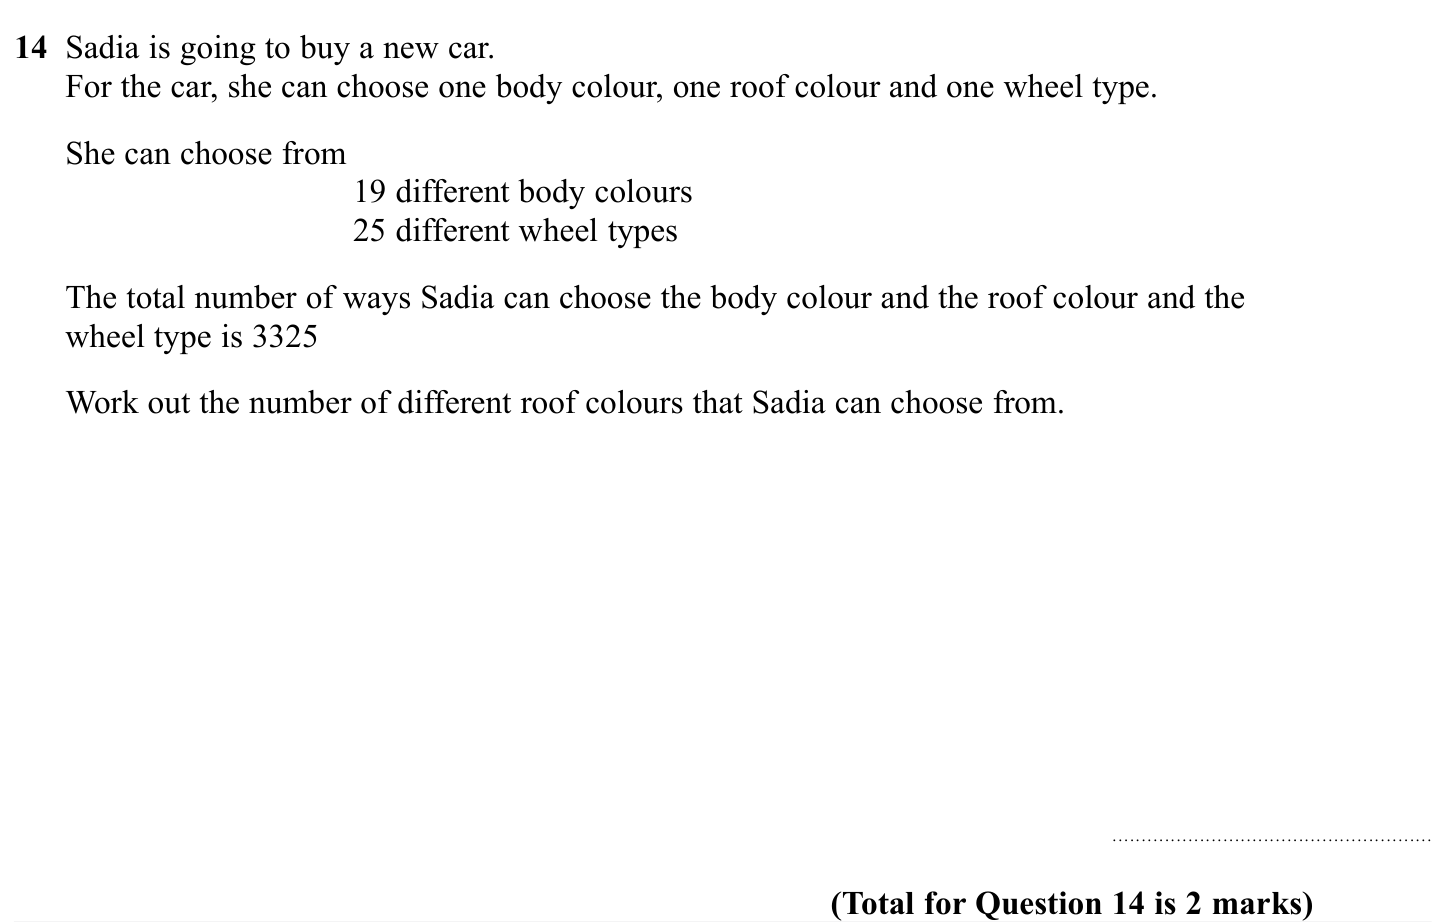 14 Sadia is going to buy a new car.
For the car, she can choose one body colour, one roof colour and one wheel type.
She can choose from
19 different body colours
25 different wheel types
The total number of ways Sadia can choose the body colour and the roof colour and the
wheel type is 3325
Work out the number of different roof colours that Sadia can choose from.
(Total for Question 14 is 2 marks)